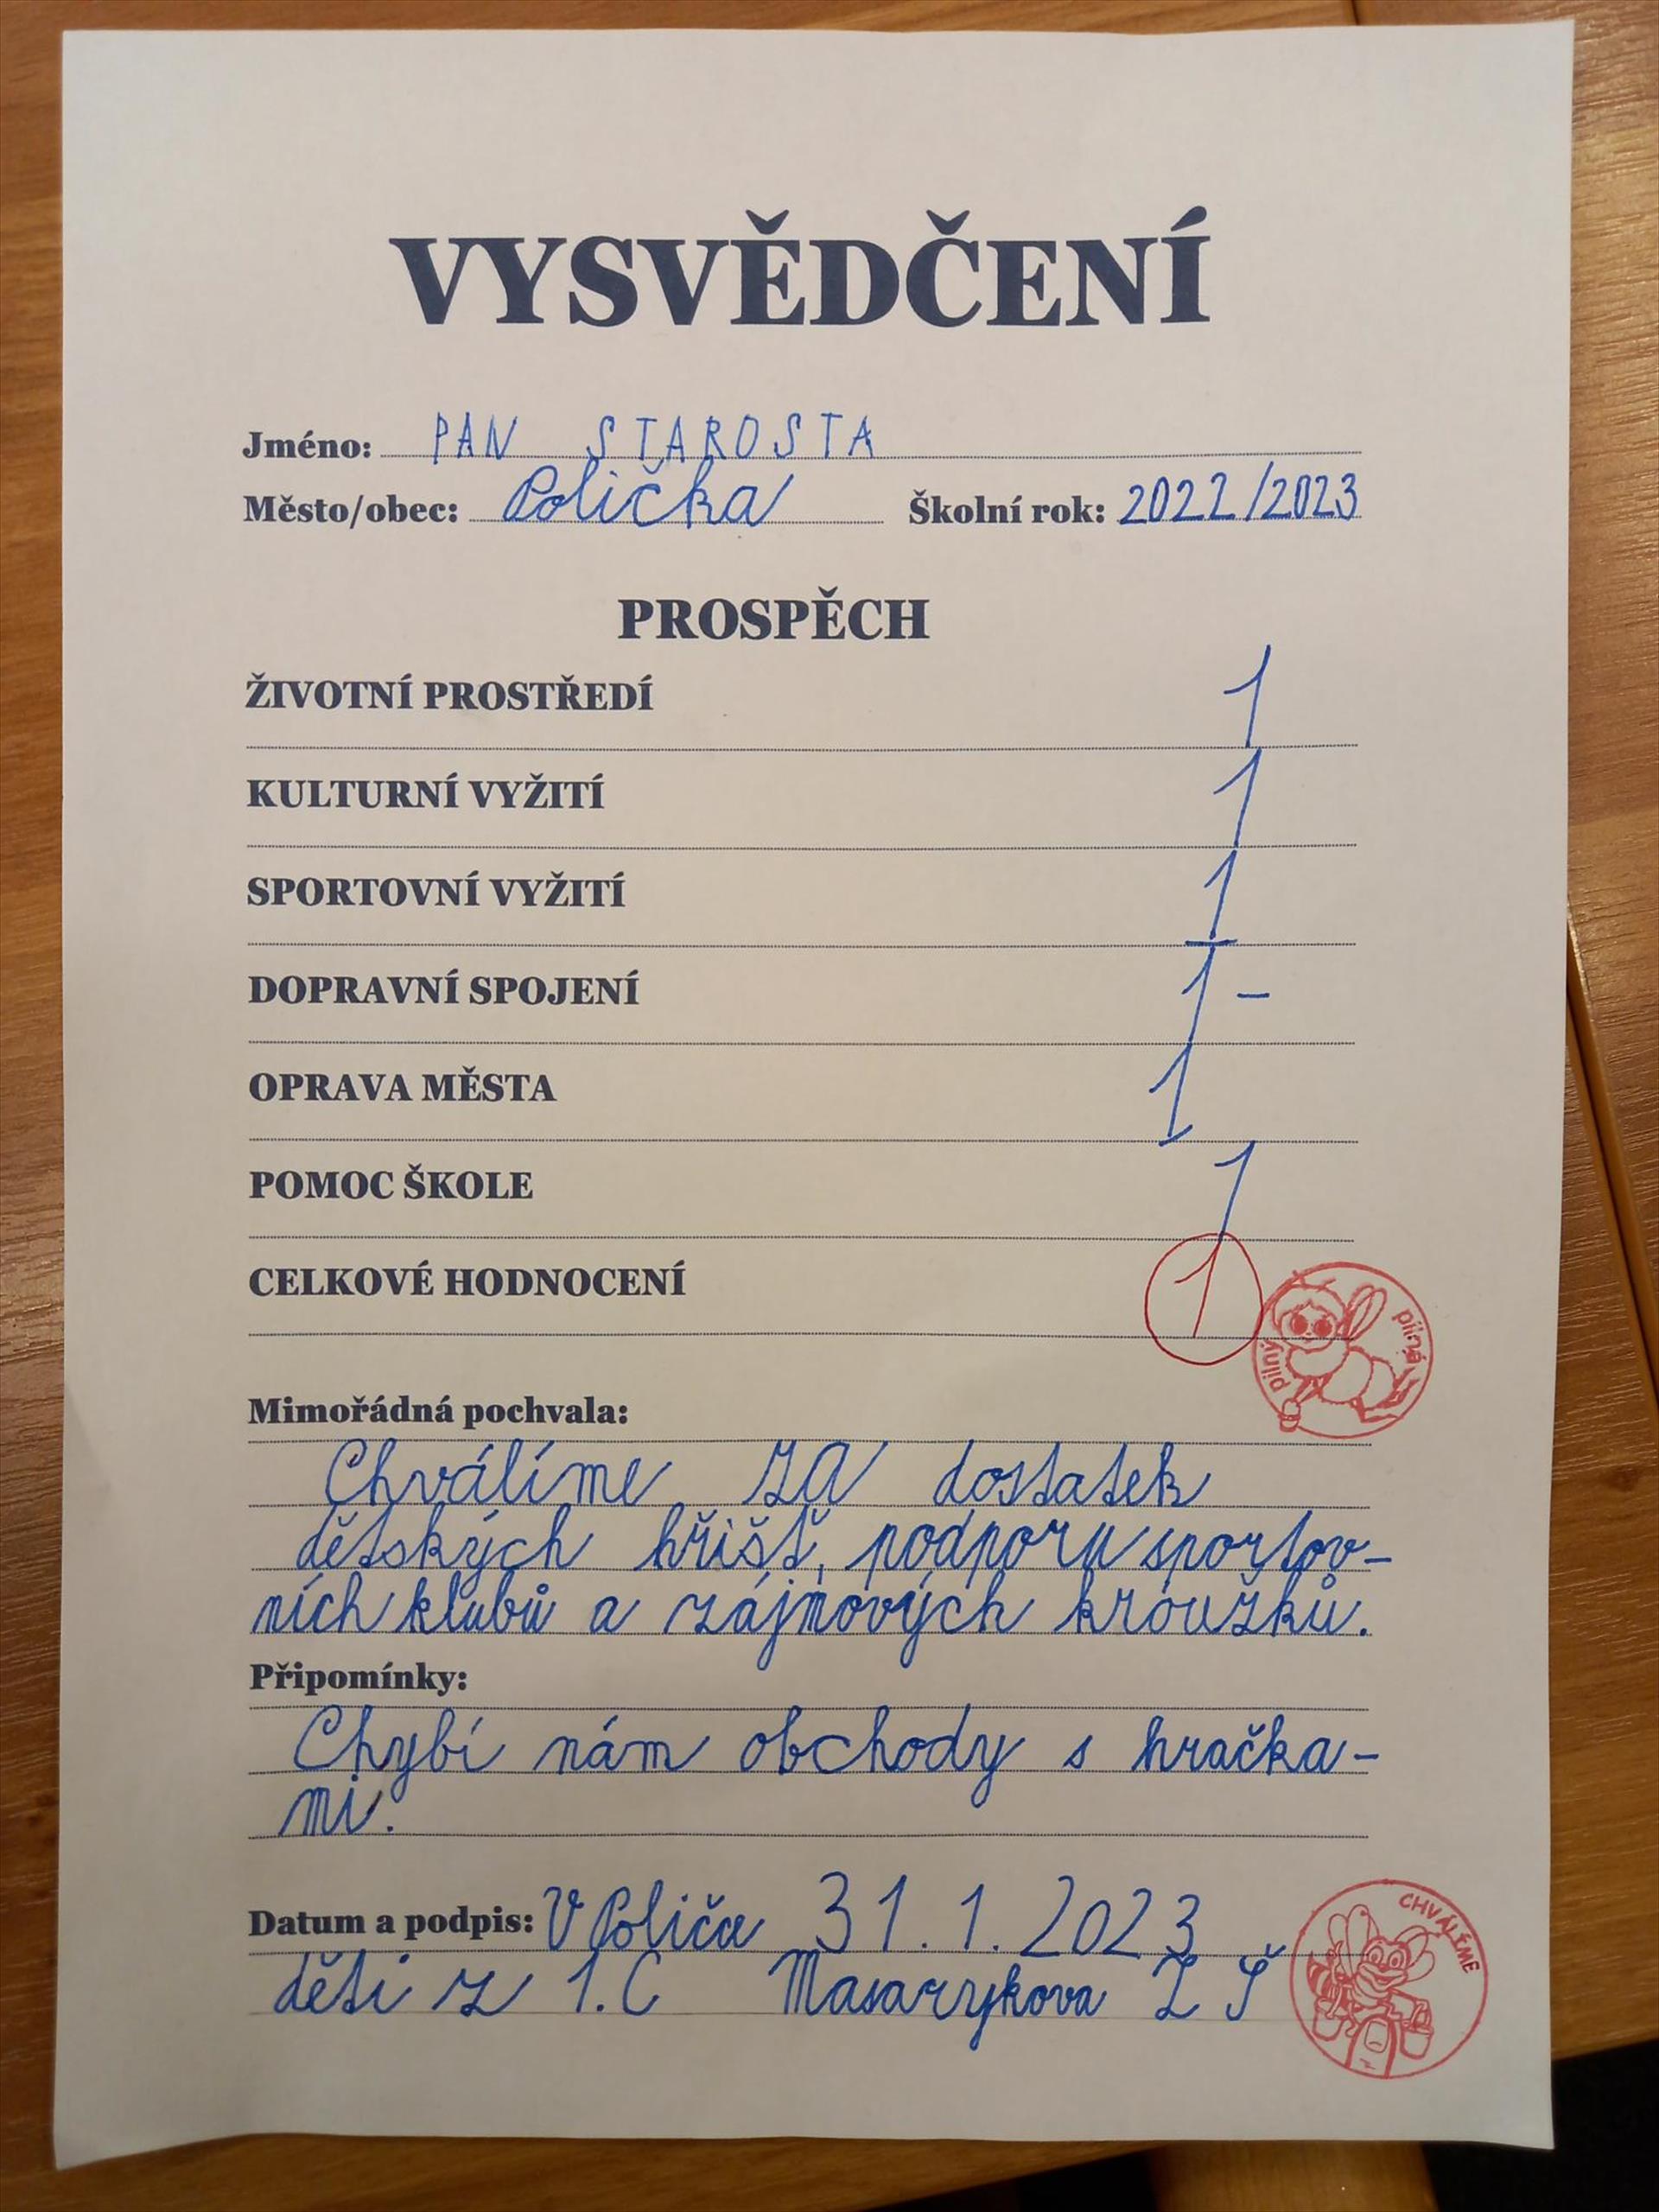 VYSVĚDČENÍ
Jméno: PAN STAROSTA
Město/obec: Polička Školní rok: 2022/2023
PROSPĚCH
ŽIVOTNÍ PROSTŘEDÍ 1
KULTURNÍ VYŽITÍ 1
SPORTOVNÍ VYŽITÍ 1
DOPRAVNÍ SPOJENÍ 1-
OPRAVA MĚSTA 1
POMOC ŠKOLE 1
CELKOVÉ HODNOCENÍ 1
pilný pilná
Mimořádná pochvala:
Chválíme za dostatek
dětských hřišť, podporu sportov-
ních klubů a zájmových kroužků.
Připomínky:
Chybí nám obchody s hračka-
mi.
Datum a podpis: V Poliče 31.1.2023
děti z 1.C Masarykova ZŠ
CHVÁLÍME